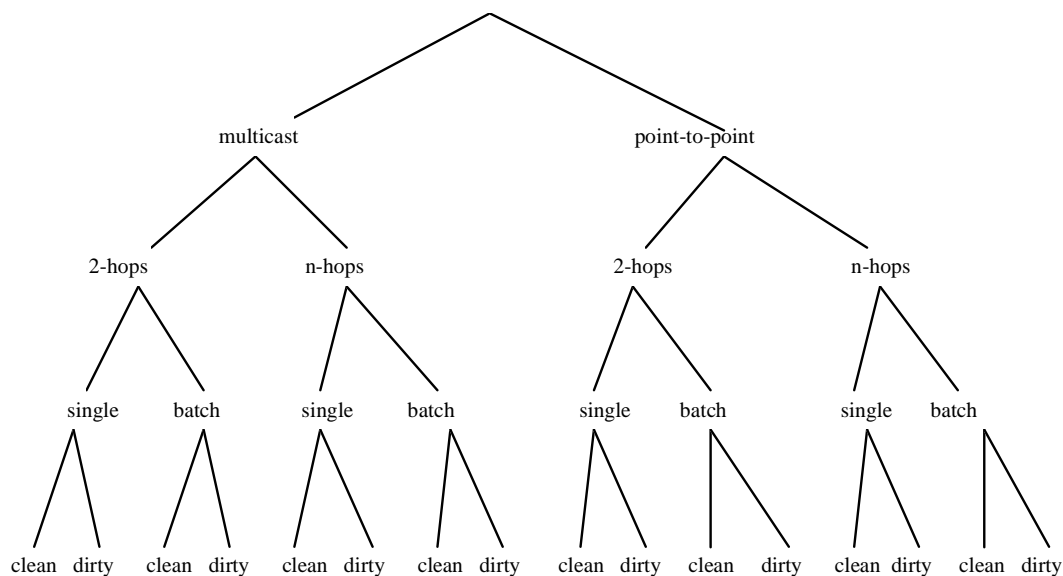 multicast point-to-point
2-hops n-hops 2-hops n-hops
single batch single batch single batch single batch
clean dirty clean dirty clean dirty clean dirty clean dirty clean dirty clean dirty clean dirty